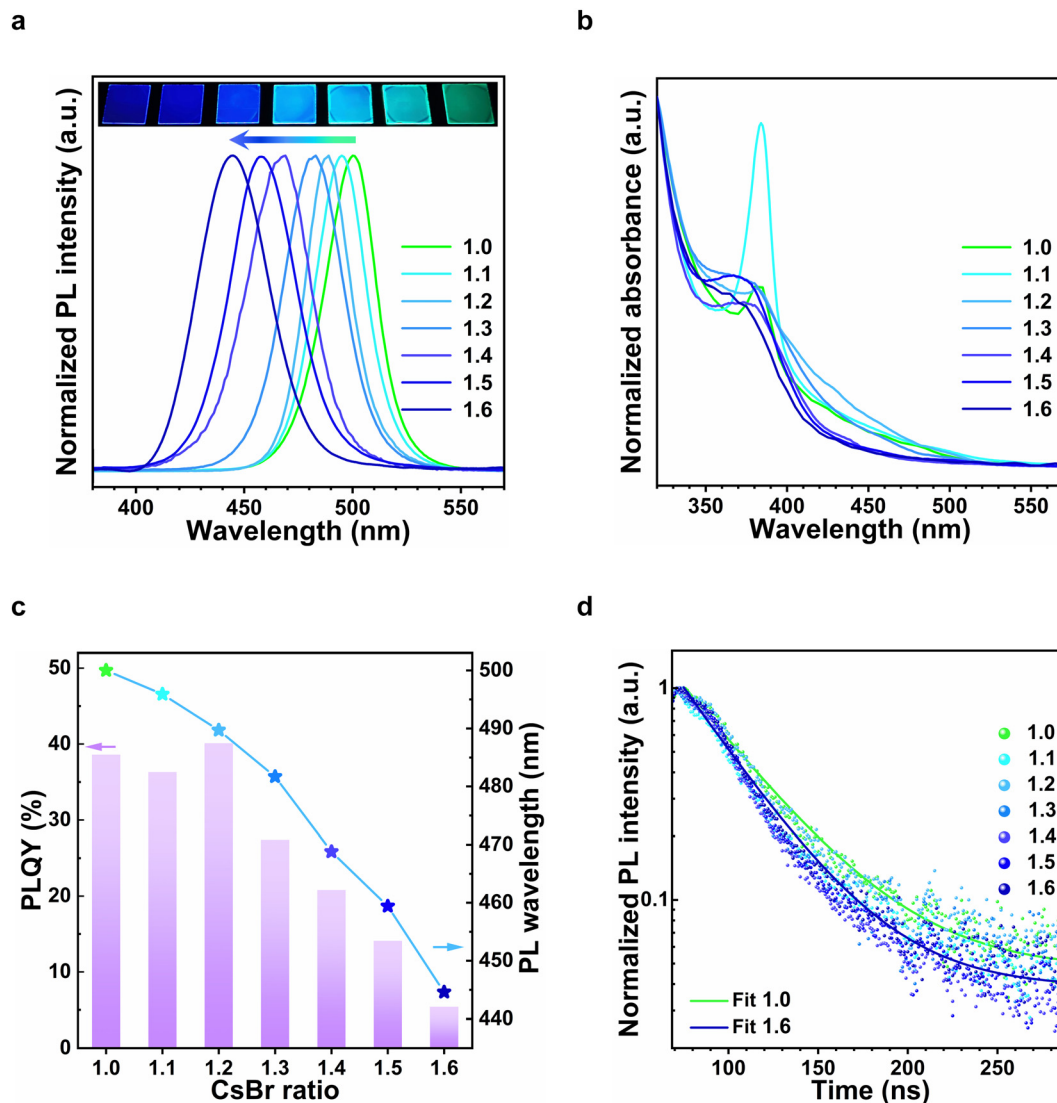 a
Normalized PL intensity (a.u.)
1.0
1.1
1.2
1.3
1.4
1.5
1.6
400 450 500 550
Wavelength (nm)
b
Normalized absorbance (a.u.)
1.0
1.1
1.2
1.3
1.4
1.5
1.6
350 400 450 500 550
Wavelength (nm)
c
PLQY (%)
50
40
30
20
10
0
1.0 1.1 1.2 1.3 1.4 1.5 1.6
CsBr ratio
500
490
480
470
460
450
440
PL wavelength (nm)
d
Normalized PL intensity (a.u.)
1
0.1
1.0
1.1
1.2
1.3
1.4
1.5
1.6
Fit 1.0
Fit 1.6
100 150 200 250
Time (ns)